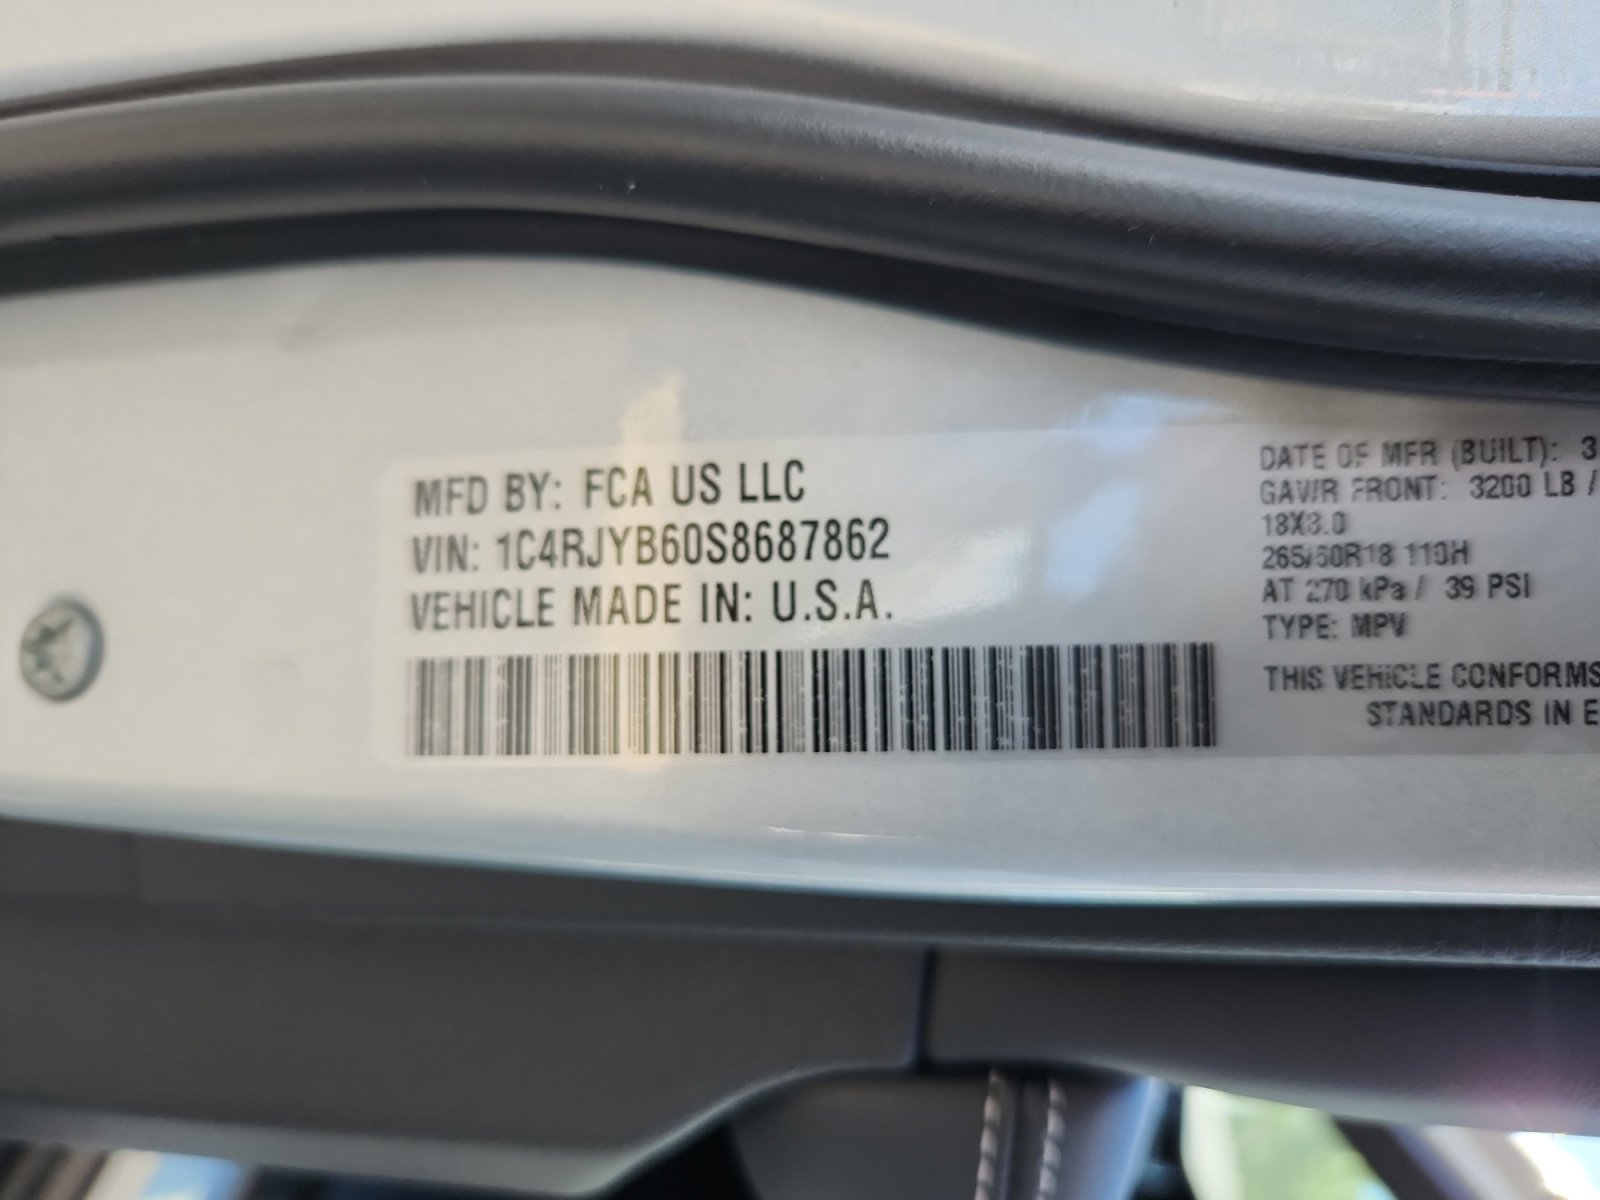 MFD BY: FCA US LLC
VIN: 1C4RJYB60S8687862
VEHICLE MADE IN: U.S.A.
DATE OF MFR (BUILT): 3
GAWR FRONT: 3200 LB /
18X8.0
265/60R18 110H
AT 270 kPa / 39 PSI
TYPE: MPV
THIS VEHICLE CONFORMS
STANDARDS IN E